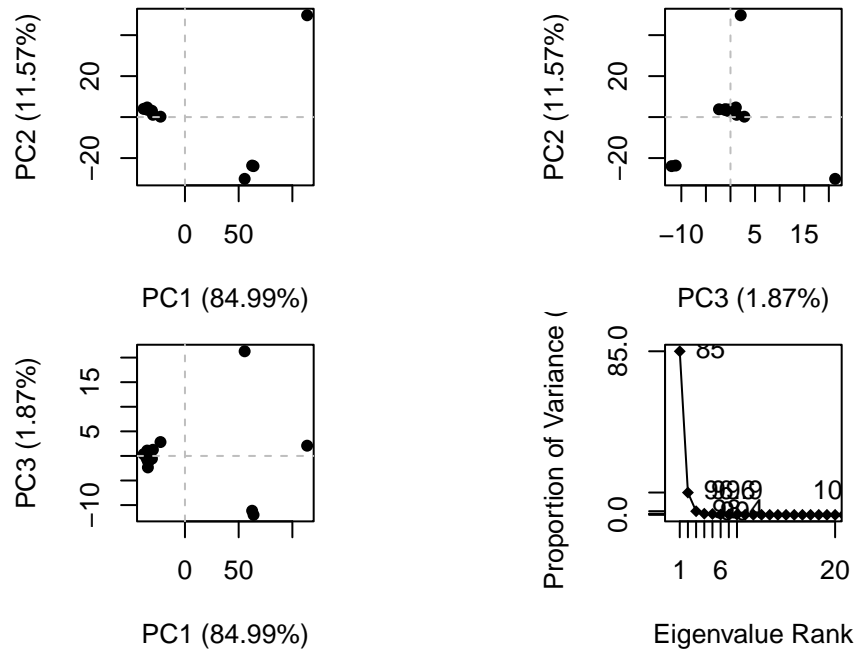 PC2 (11.57%)
20
−20
0 50
PC1 (84.99%)
PC2 (11.57%)
20
−20
−10 5 15
PC3 (1.87%)
PC3 (1.87%)
15
5
−10
0 50
PC1 (84.99%)
Proportion of Variance (
85.0
0.0
85
10
1 6 20
Eigenvalue Rank